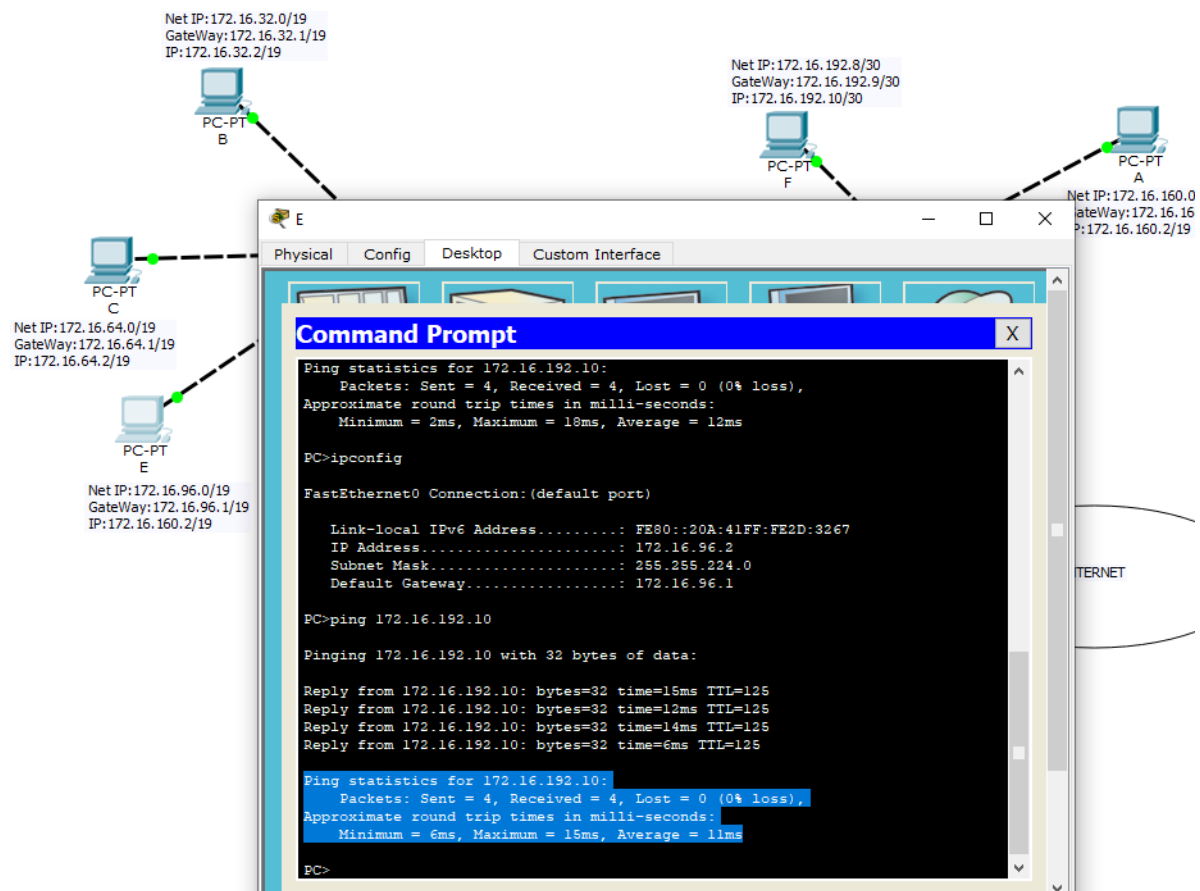 Net IP:172.16.32.0/19
GateWay:172.16.32.1/19
IP:172.16.32.2/19
PC-PT
B
Net IP:172.16.192.8/30
GateWay:172.16.192.9/30
IP:172.16.192.10/30
PC-PT
F
PC-PT
A
Net IP:172.16.160.0
ateWay:172.16.16
P:172.16.160.2/19
PC-PT
C
Net IP:172.16.64.0/19
GateWay:172.16.64.1/19
IP:172.16.64.2/19
PC-PT
E
Net IP:172.16.96.0/19
GateWay:172.16.96.1/19
IP:172.16.160.2/19
E
Physical Config Desktop Custom Interface
Command Prompt X
Ping statistics for 172.16.192.10:
Packets: Sent = 4, Received = 4, Lost = 0 (0% loss),
Approximate round trip times in milli-seconds:
Minimum = 2ms, Maximum = 18ms, Average = 12ms
PC>ipconfig
FastEthernet0 Connection:(default port)
Link-local IPv6 Address.........: FE80::20A:41FF:FE2D:3267
IP Address......................: 172.16.96.2
Subnet Mask.....................: 255.255.224.0
Default Gateway.................: 172.16.96.1
PC>ping 172.16.192.10
Pinging 172.16.192.10 with 32 bytes of data:
Reply from 172.16.192.10: bytes=32 time=15ms TTL=125
Reply from 172.16.192.10: bytes=32 time=12ms TTL=125
Reply from 172.16.192.10: bytes=32 time=14ms TTL=125
Reply from 172.16.192.10: bytes=32 time=6ms TTL=125
Ping statistics for 172.16.192.10:
Packets: Sent = 4, Received = 4, Lost = 0 (0% loss),
Approximate round trip times in milli-seconds:
Minimum = 6ms, Maximum = 15ms, Average = 11ms
PC>
TERNET